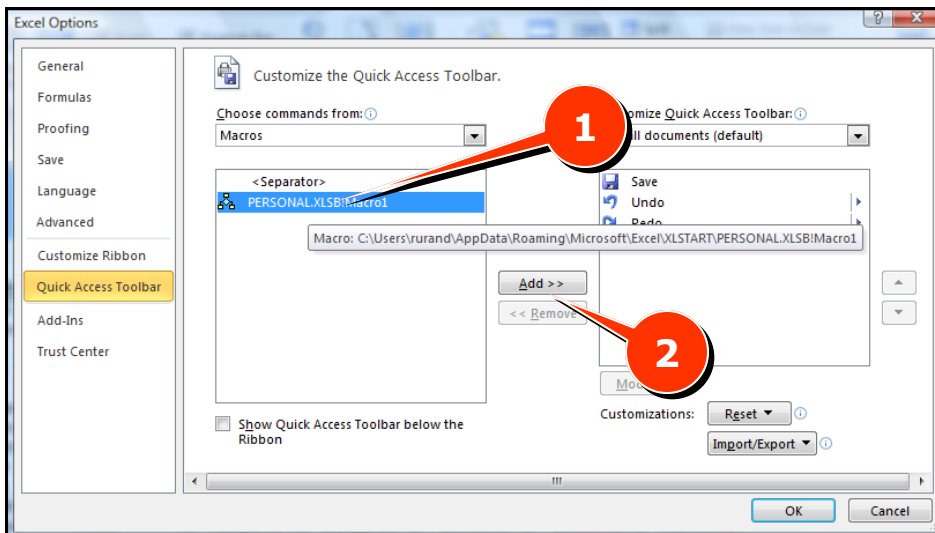 Excel Options
General
Formulas
Proofing
Save
Language
Advanced
Customize Ribbon
Quick Access Toolbar
Add-Ins
Trust Center
Customize the Quick Access Toolbar.
Choose commands from:
Macros
<Separator>
PERSONAL.XLSB!Macro1
1
omize Quick Access Toolbar:
ll documents (default)
Save
Undo
Redo
Macro: C:\Users\rurand\AppData\Roaming\Microsoft\Excel\XLSTART\PERSONAL.XLSB!Macro1
Add >>
<< Remove
2
Show Quick Access Toolbar below the
Ribbon
Customizations:
Reset
Import/Export
OK
Cancel